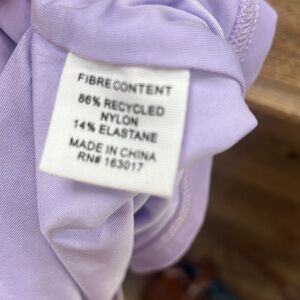 FIBRE CONTENT
86% RECYCLED
NYLON
14% ELASTANE
MADE IN CHINA
RN# 163017